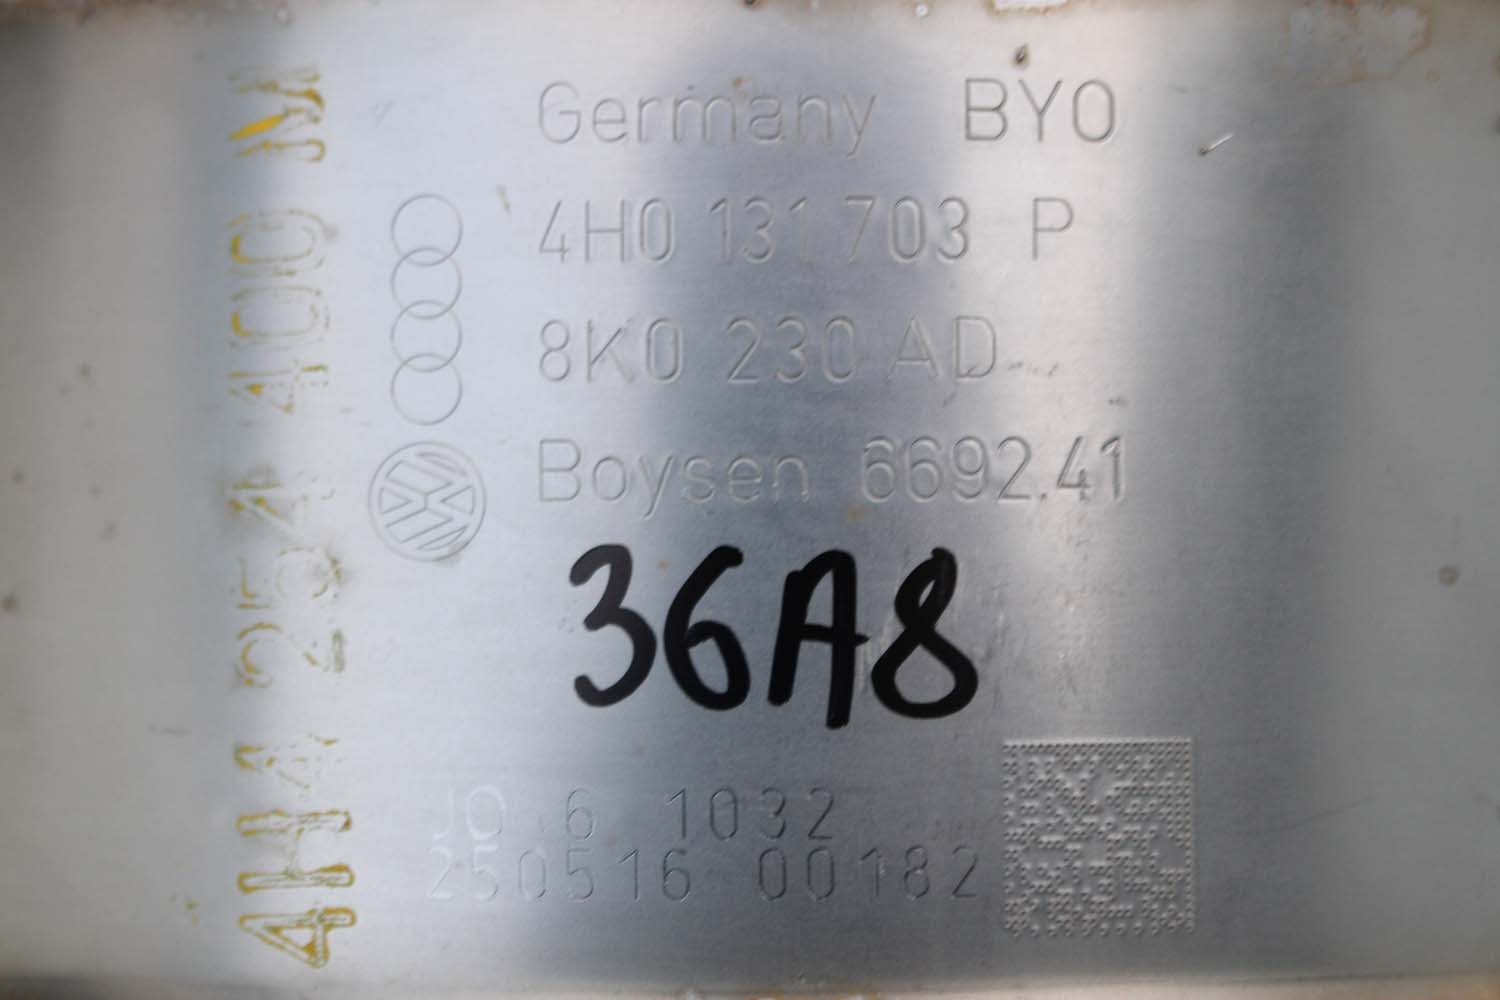 Germany BYO
4H0 131 703 P
8K0 230 AD
Boysen 6692.41
36A8
JO 6 1032
250516 00182
4H4 254 400 M